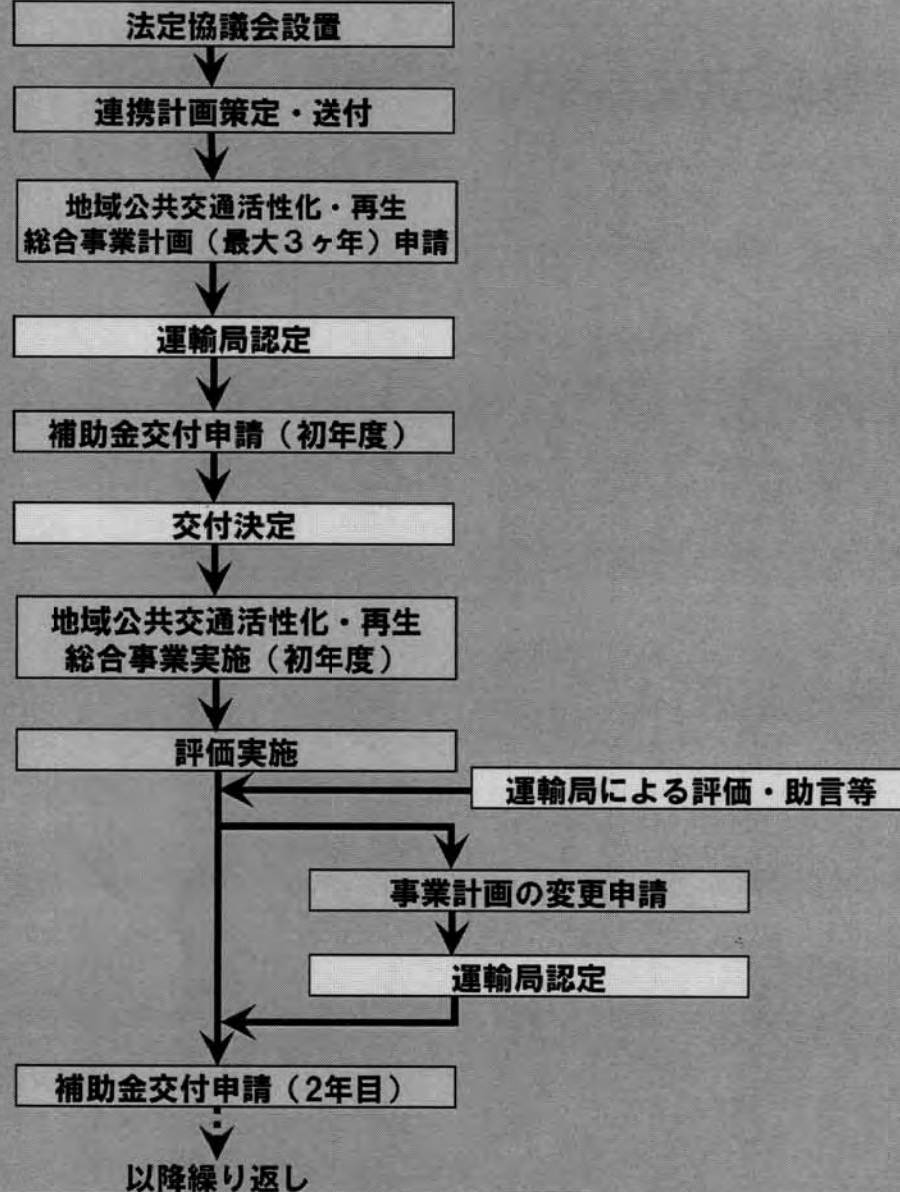 法定協議会設置
連携計画策定・送付
地域公共交通活性化・再生
総合事業計画（最大３ヶ年）申請
運輸局認定
補助金交付申請（初年度）
交付決定
地域公共交通活性化・再生
総合事業実施（初年度）
評価実施
運輸局による評価・助言等
事業計画の変更申請
運輸局認定
補助金交付申請（2年目）
以降繰り返し